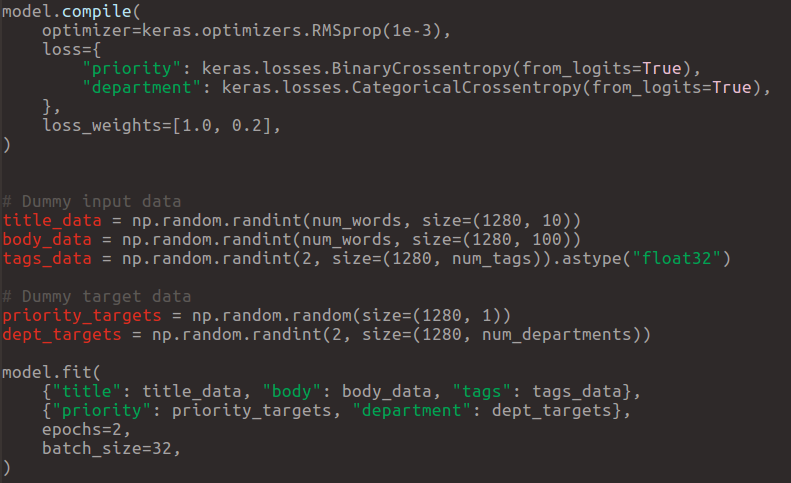 model.compile(
    optimizer=keras.optimizers.RMSprop(1e-3),
    loss={
        "priority": keras.losses.BinaryCrossentropy(from_logits=True),
        "department": keras.losses.CategoricalCrossentropy(from_logits=True),
    },
    loss_weights=[1.0, 0.2],
)
# Dummy input data
title_data = np.random.randint(num_words, size=(1280, 10))
body_data = np.random.randint(num_words, size=(1280, 100))
tags_data = np.random.randint(2, size=(1280, num_tags)).astype("float32")
# Dummy target data
priority_targets = np.random.random(size=(1280, 1))
dept_targets = np.random.randint(2, size=(1280, num_departments))
model.fit(
    {"title": title_data, "body": body_data, "tags": tags_data},
    {"priority": priority_targets, "department": dept_targets},
    epochs=2,
    batch_size=32,
)